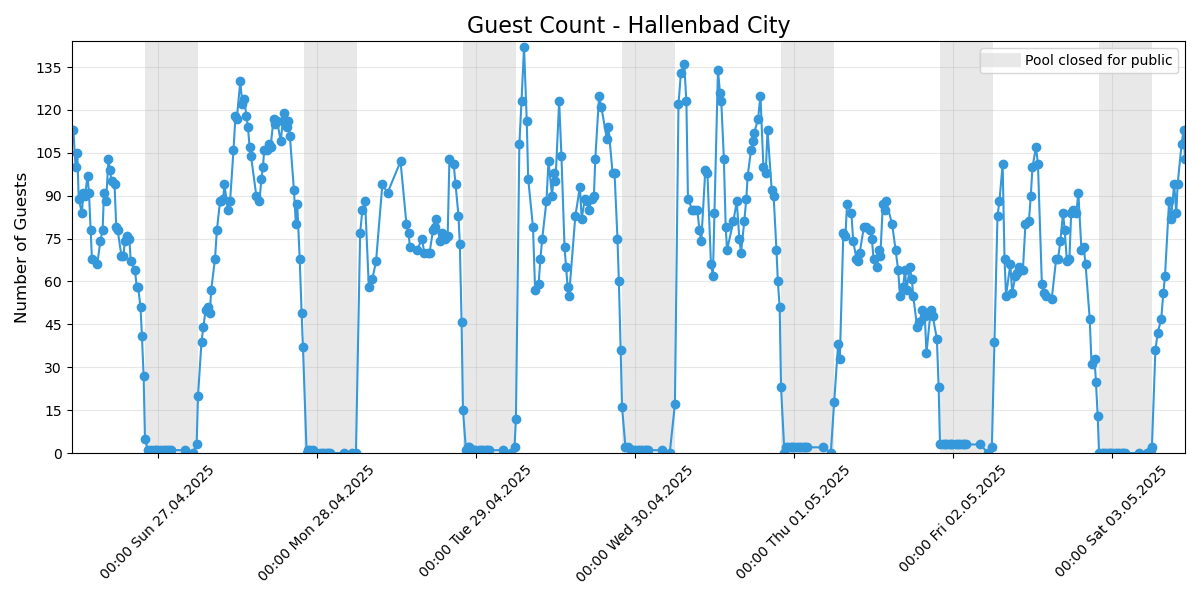 Guest Count - Hallenbad City
Pool closed for public
Number of Guests
135
120
105
90
75
60
45
30
15
0
00:00 Sun 27.04.2025
00:00 Mon 28.04.2025
00:00 Tue 29.04.2025
00:00 Wed 30.04.2025
00:00 Thu 01.05.2025
00:00 Fri 02.05.2025
00:00 Sat 03.05.2025